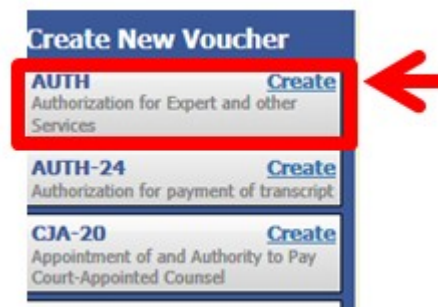 Create New Voucher
AUTH Create
Authorization for Expert and other
Services
AUTH-24 Create
Authorization for payment of transcript
CJA-20 Create
Appointment of and Authority to Pay
Court-Appointed Counsel